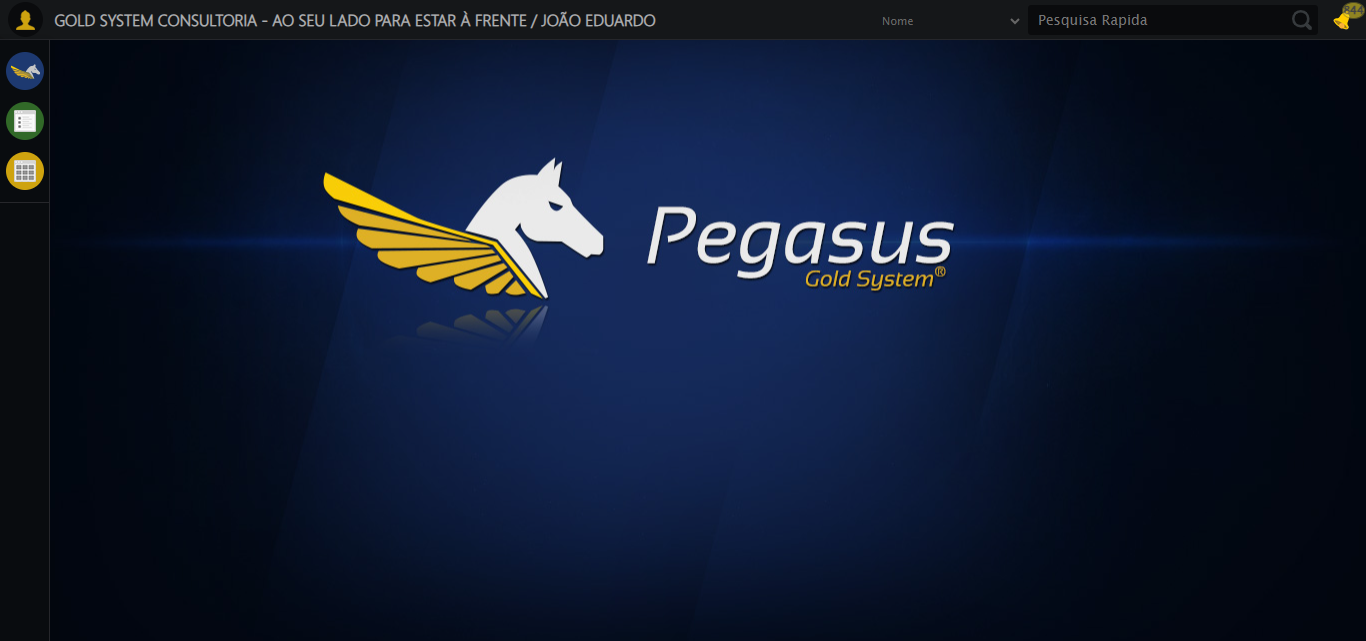 GOLD SYSTEM CONSULTORIA - AO SEU LADO PARA ESTAR À FRENTE / JOÃO EDUARDO
Nome
Pesquisa Rapida
Pegasus
Gold System®